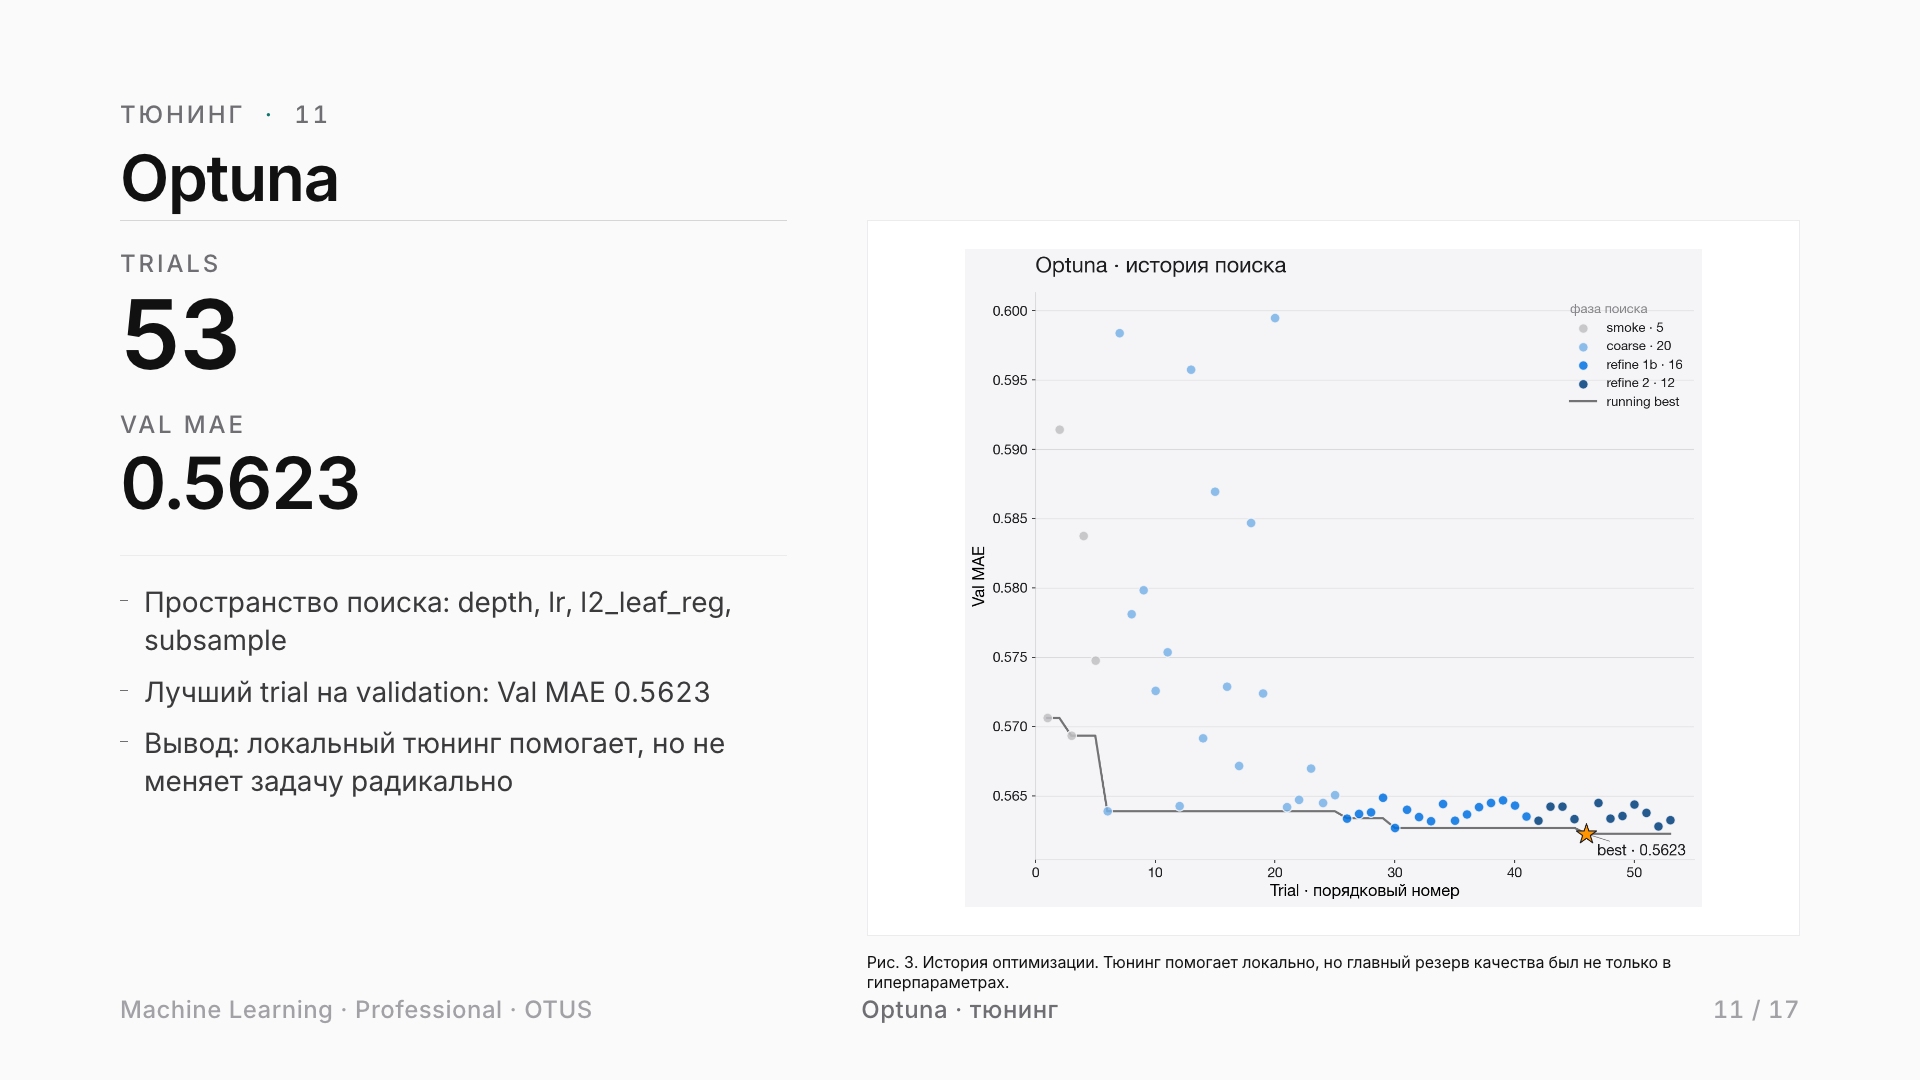 ТЮНИНГ · 11
Optuna
TRIALS
53
VAL MAE
0.5623
– Пространство поиска: depth, lr, l2_leaf_reg,
subsample
– Лучший trial на validation: Val MAE 0.5623
– Вывод: локальный тюнинг помогает, но не
меняет задачу радикально
Optuna · история поиска
фаза поиска
smoke · 5
coarse · 20
refine 1b · 16
refine 2 · 12
running best
Val MAE
0.600
0.595
0.590
0.585
0.580
0.575
0.570
0.565
best · 0.5623
0 10 20 30 40 50
Trial · порядковый номер
Рис. 3. История оптимизации. Тюнинг помогает локально, но главный резерв качества был не только в
гиперпараметрах.
Machine Learning · Professional · OTUS
Optuna · тюнинг
11 / 17